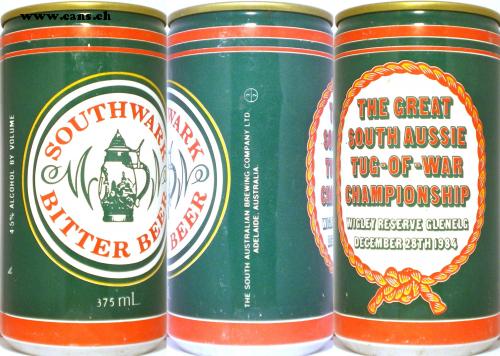 www.cans.ch
4.5% ALCOHOL BY VOLUME
SOUTHWARK
BITTER BEER
375 mL
WARK
BEER
THE SOUTH AUSTRALIAN BREWING COMPANY LTD.
ADELAIDE, AUSTRALIA.
THE GREAT
SOUTH AUSSIE
TUG-OF-WAR
CHAMPIONSHIP
WIGLEY RESERVE GLENELG
DECEMBER 28TH 1984